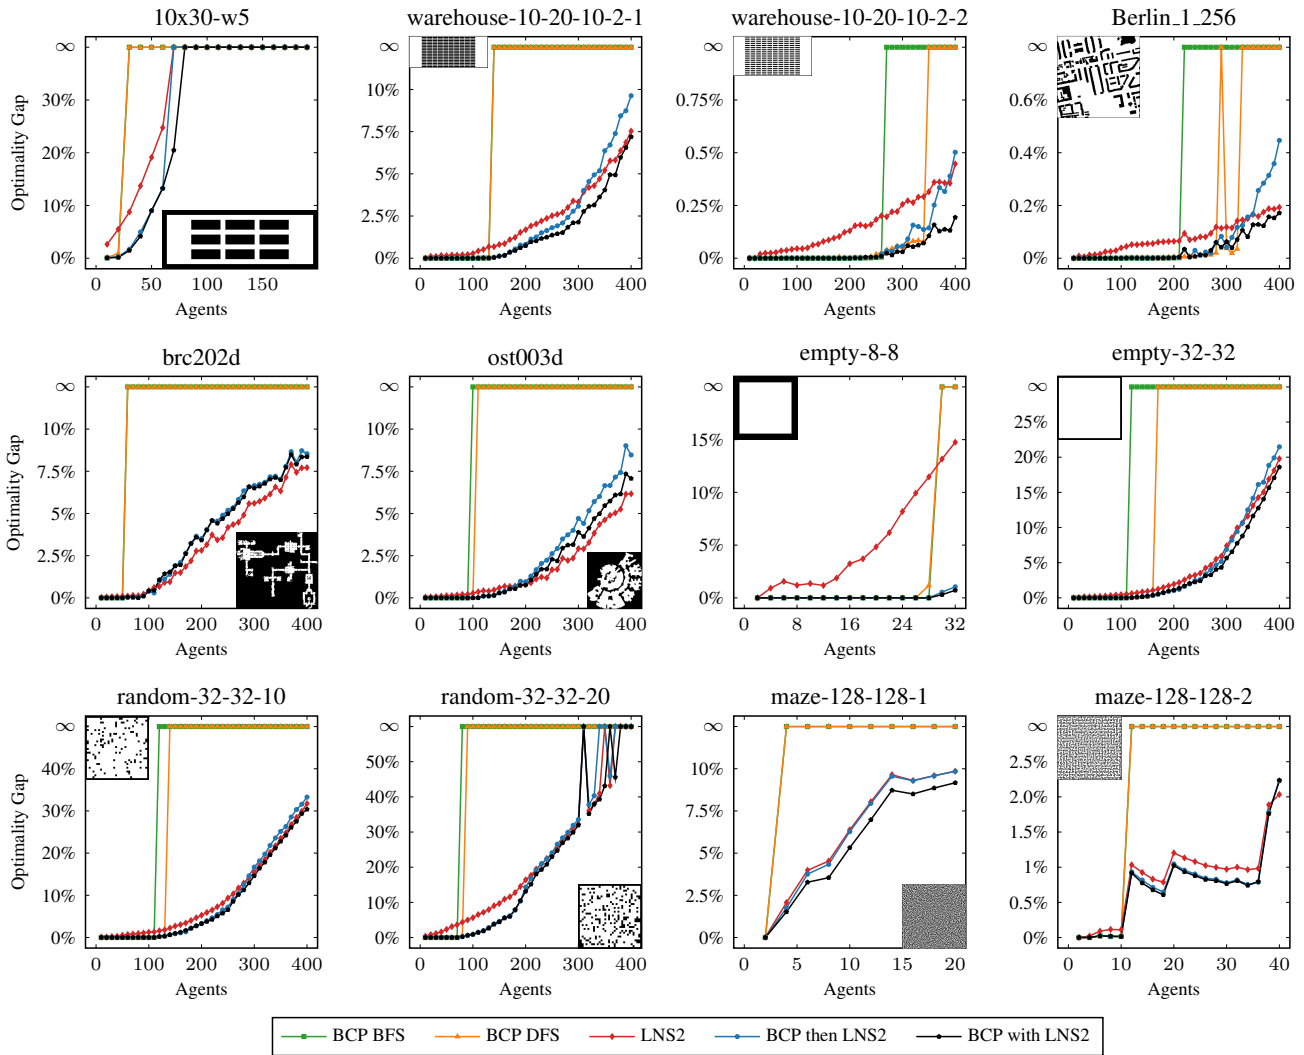 10x30-w5 warehouse-10-20-10-2-1 warehouse-10-20-10-2-2 Berlin_1_256
∞ ∞ ∞ ∞
30% 10% 0.75% 0.6%
20% 7.5% 0.5% 0.4%
10% 5% 0.25% 0.2%
0% 2.5% 0% 0%
0%
Optimality Gap
0 50 100 150 0 100 200 300 400 0 100 200 300 400 0 100 200 300 400
Agents Agents Agents Agents
brc202d ost003d empty-8-8 empty-32-32
∞ ∞ ∞ ∞
10% 10% 15% 25%
7.5% 7.5% 10% 20%
5% 5% 5% 15%
2.5% 2.5% 0% 10%
0% 0% 5%
0%
Optimality Gap
0 100 200 300 400 0 100 200 300 400 0 8 16 24 32 0 100 200 300 400
Agents Agents Agents Agents
random-32-32-10 random-32-32-20 maze-128-128-1 maze-128-128-2
∞ ∞ ∞ ∞
40% 50% 10% 2.5%
30% 40% 7.5% 2.0%
20% 30% 5% 1.5%
10% 20% 2.5% 1%
0% 10% 0% 0.5%
0% 0%
Optimality Gap
0 100 200 300 400 0 100 200 300 400 0 5 10 15 20 0 10 20 30 40
Agents Agents Agents Agents
BCP BFS BCP DFS LNS2 BCP then LNS2 BCP with LNS2